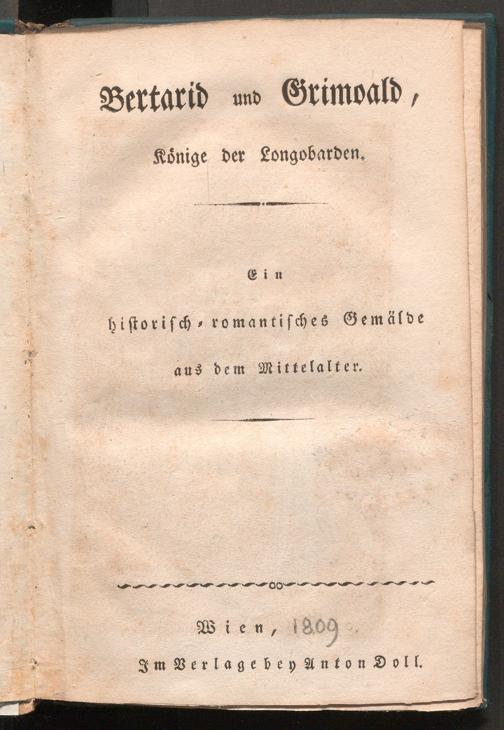 Bertarid und Grimoald,
Könige der Longobarden.
Ein
historisch-romantisches Gemälde
aus dem Mittelalter.
Wien, 1809
Im Verlage bey Anton Doll.